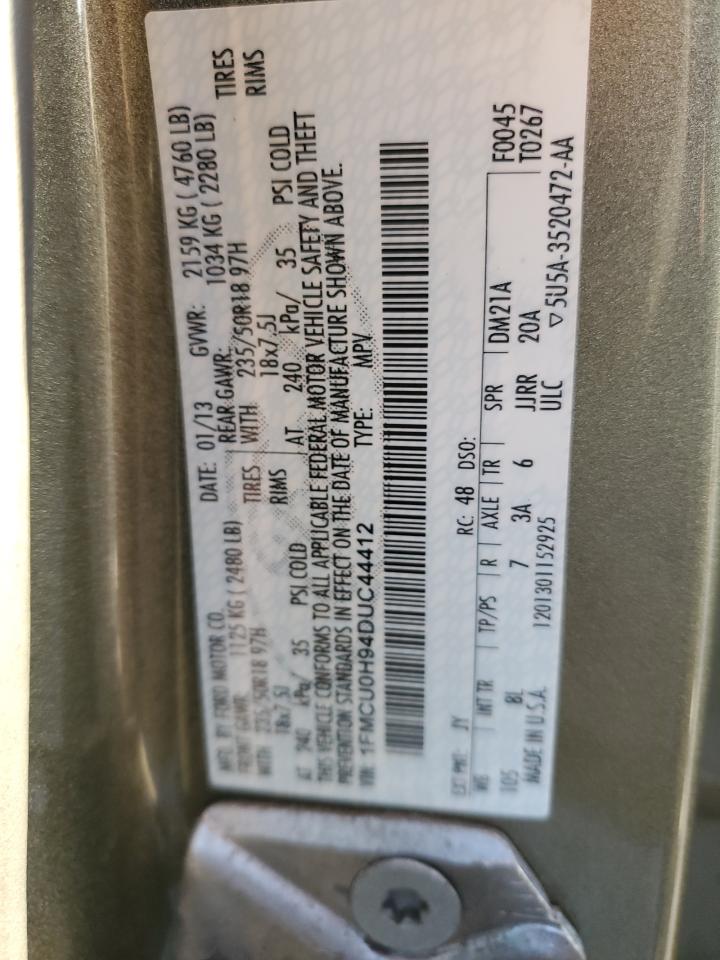 MFD. BY FORD MOTOR CO. DATE: 01/13 GVWR: 2159 KG ( 4760 LB)
FRONT GAWR: 1125 KG ( 2480 LB) REAR GAWR: 1034 KG ( 2280 LB)
WITH 235/50R18 97H TIRES WITH 235/50R18 97H TIRES
18x7.5J RIMS 18x7.5J RIMS
AT 240 kPa/ 35 PSI COLD AT 240 kPa/ 35 PSI COLD
THIS VEHICLE CONFORMS TO ALL APPLICABLE FEDERAL MOTOR VEHICLE SAFETY AND THEFT
PREVENTION STANDARDS IN EFFECT ON THE DATE OF MANUFACTURE SHOWN ABOVE.
VIN: 1FMCU0H94DUC44412 TYPE: MPV
EXT PNT: JY RC: 48 DSO:
WB INT TR TP/PS R AXLE TR SPR DM21A F0045
105 8L 7 3A 6 JJRR 20A T0267
MADE IN U.S.A. 1201301152925 ULC ▽5U5A-3520472-AA